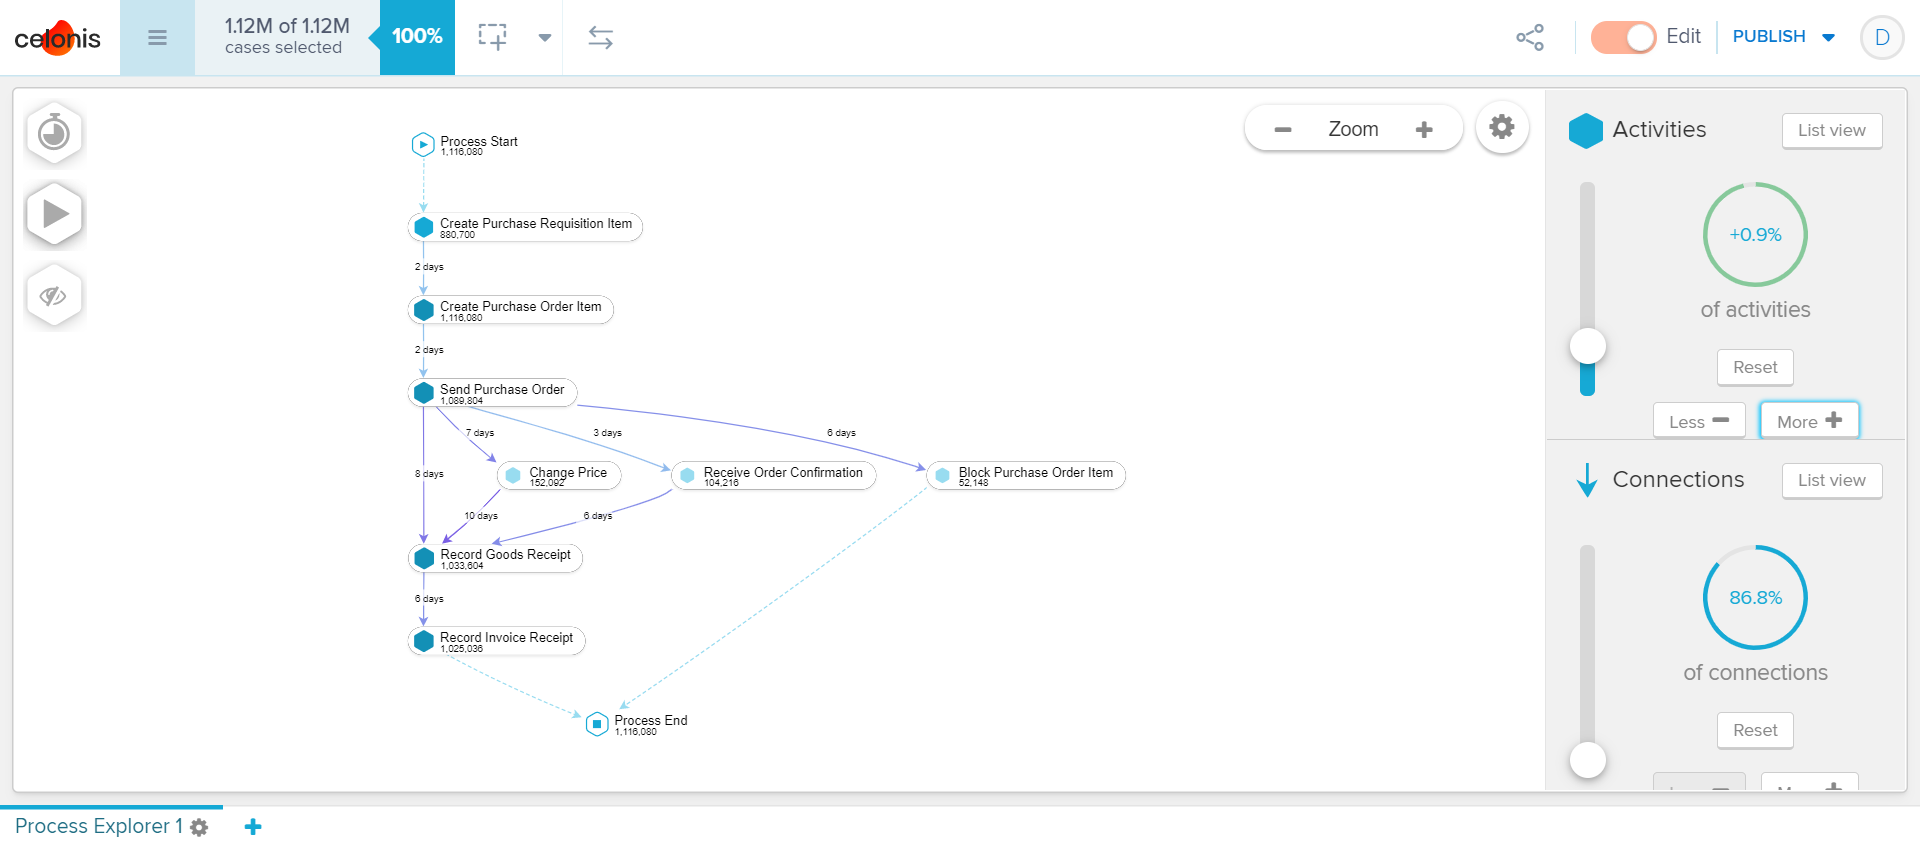 celonis
1.12M of 1.12M
cases selected
100%
Edit
PUBLISH
D
Process Start
1,116,080
Create Purchase Requisition Item
880,700
2 days
Create Purchase Order Item
1,116,080
2 days
Send Purchase Order
1,089,804
7 days
3 days
6 days
8 days
Change Price
152,092
Receive Order Confirmation
104,216
Block Purchase Order Item
52,148
10 days
6 days
Record Goods Receipt
1,033,604
6 days
Record Invoice Receipt
1,025,036
Process End
1,116,080
Zoom
Activities
List view
+0.9%
of activities
Reset
Less
More
Connections
List view
86.8%
of connections
Reset
Process Explorer 1